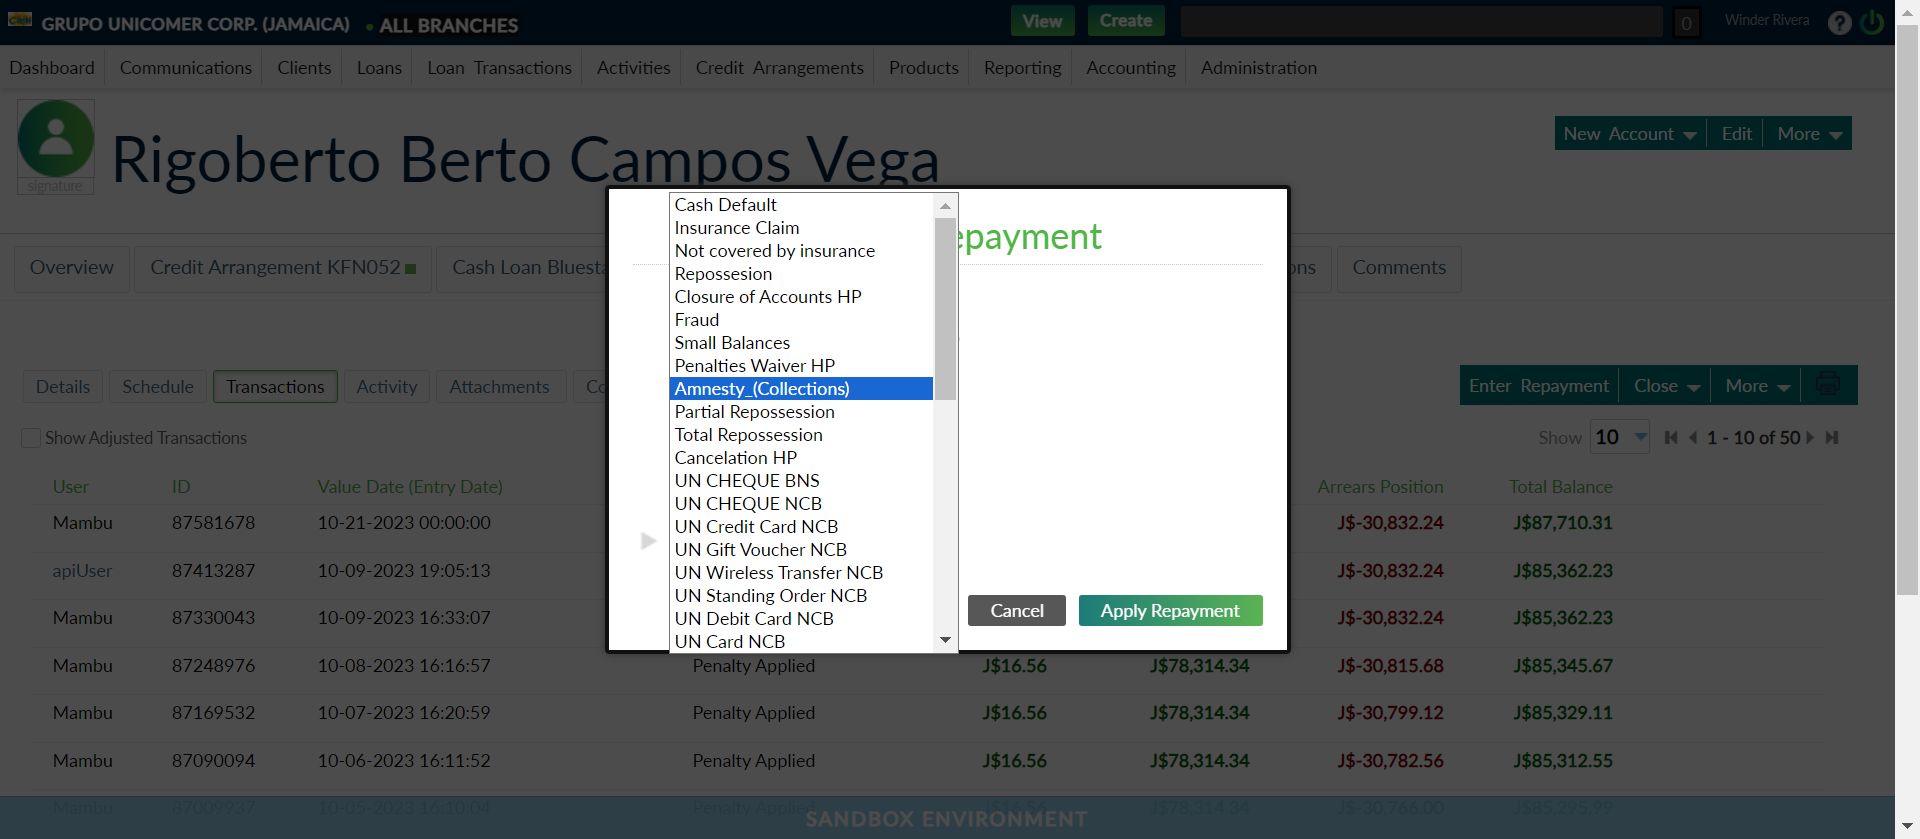 GRUPO UNICOMER CORP. (JAMAICA) ALL BRANCHES View Create 0 Winder Rivera ?
Dashboard Communications Clients Loans Loan Transactions Activities Credit Arrangements Products Reporting Accounting Administration
signature
Rigoberto Berto Campos Vega
New Account Edit More
Overview Credit Arrangement KFN052 Cash Loan Comments
epayment
Cash Default
Insurance Claim
Not covered by insurance
Repossesion
Closure of Accounts HP
Fraud
Small Balances
Penalties Waiver HP
Amnesty_(Collections)
Partial Repossession
Total Repossession
Cancelation HP
UN CHEQUE BNS
UN CHEQUE NCB
UN Credit Card NCB
UN Gift Voucher NCB
UN Wireless Transfer NCB
UN Standing Order NCB
UN Debit Card NCB
UN Card NCB
Cancel Apply Repayment
Details Schedule Transactions Activity Attachments
Enter Repayment Close More
Show Adjusted Transactions
Show 10 1 - 10 of 50
User ID Value Date (Entry Date) Arrears Position Total Balance
Mambu 87581678 10-21-2023 00:00:00 J$-30,832.24 J$87,710.31
apiUser 87413287 10-09-2023 19:05:13 J$-30,832.24 J$85,362.23
Mambu 87330043 10-09-2023 16:33:07 J$-30,832.24 J$85,362.23
Mambu 87248976 10-08-2023 16:16:57 Penalty Applied J$16.56 J$78,314.34 J$-30,815.68 J$85,345.67
Mambu 87169532 10-07-2023 16:20:59 Penalty Applied J$16.56 J$78,314.34 J$-30,799.12 J$85,329.11
Mambu 87090094 10-06-2023 16:11:52 Penalty Applied J$16.56 J$78,314.34 J$-30,782.56 J$85,312.55
Mambu 87009937 10-05-2023 16:10:04 Penalty Applied J$16.56 J$78,314.34 J$-30,766.00 J$85,295.99
SANDBOX ENVIRONMENT